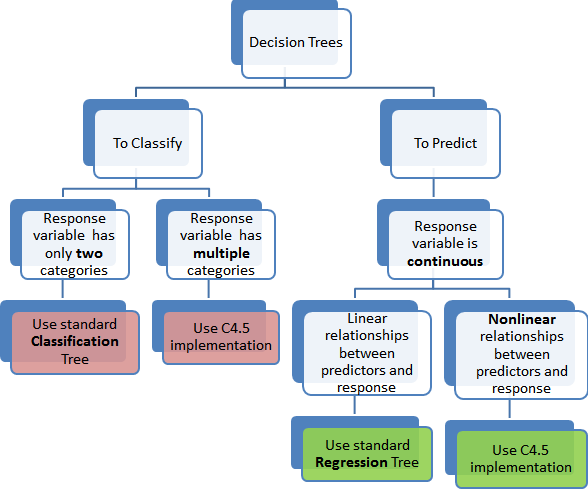 Decision Trees
To Classify
To Predict
Response
variable has
only two
categories
Response
variable has
multiple
categories
Response
variable is
continuous
Use standard
Classification
Tree
Use C4.5
implementation
Linear
relationships
between
predictors and
response
Nonlinear
relationships
between
predictors and
response
Use standard
Regression Tree
Use C4.5
implementation